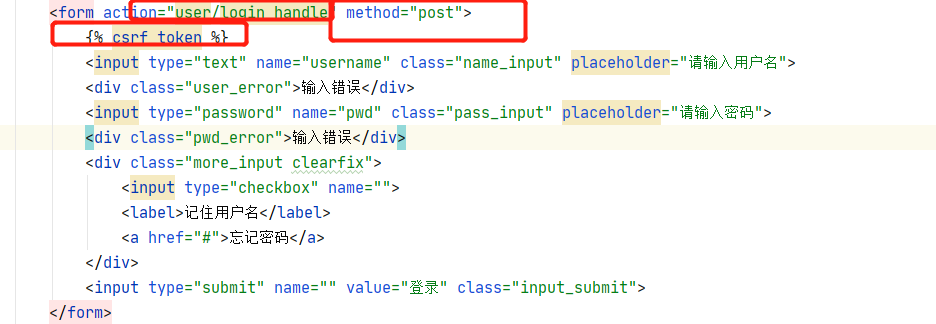 <form action="user/login_handle" method="post">
{% csrf_token %}
<input type="text" name="username" class="name_input" placeholder="请输入用户名">
<div class="user_error">输入错误</div>
<input type="password" name="pwd" class="pass_input" placeholder="请输入密码">
<div class="pwd_error">输入错误</div>
<div class="more_input clearfix">
<input type="checkbox" name="">
<label>记住用户名</label>
<a href="#">忘记密码</a>
</div>
<input type="submit" name="" value="登录" class="input_submit">
</form>